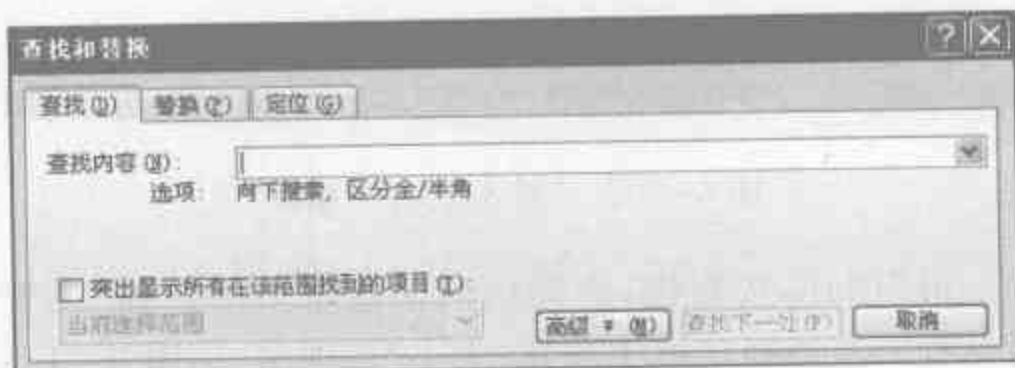 查找和替换
查找(D) 替换(P) 定位(G)
查找内容(N):
选项: 向下搜索, 区分全/半角
突出显示所有在该范围找到的项目(T):
当前选择范围
高级 ▼ (M) 查找下一处(F) 取消